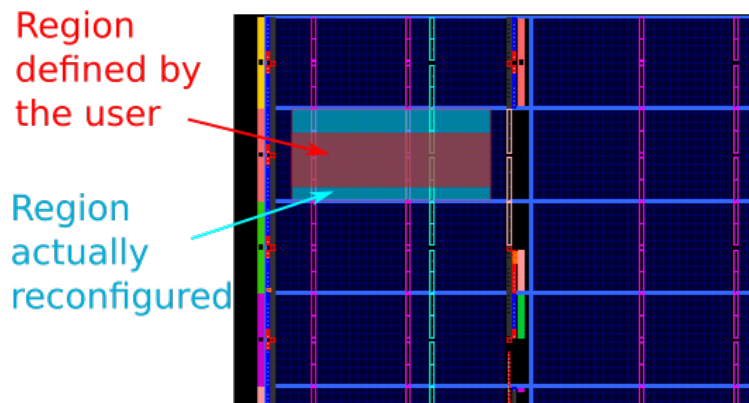 Region
defined by
the user
Region
actually
reconfigured